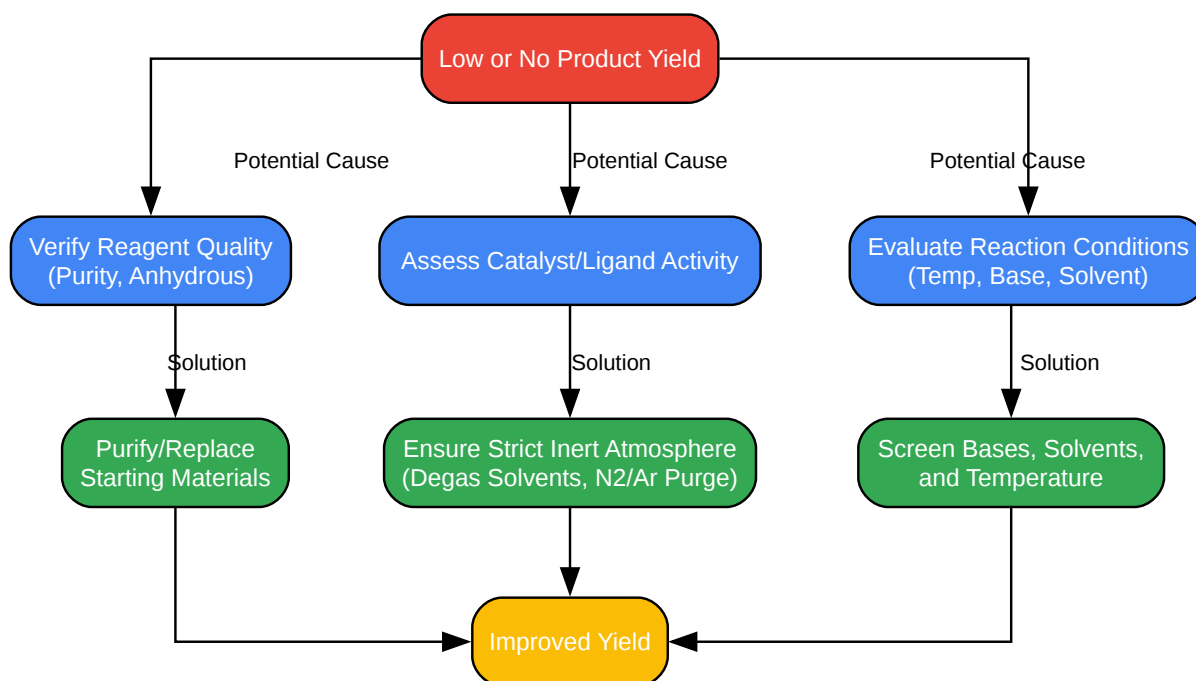 Low or No Product Yield
Potential Cause
Potential Cause
Potential Cause
Verify Reagent Quality
(Purity, Anhydrous)
Assess Catalyst/Ligand Activity
Evaluate Reaction Conditions
(Temp, Base, Solvent)
Solution
Solution
Solution
Purify/Replace
Starting Materials
Ensure Strict Inert Atmosphere
(Degas Solvents, N2/Ar Purge)
Screen Bases, Solvents,
and Temperature
Improved Yield